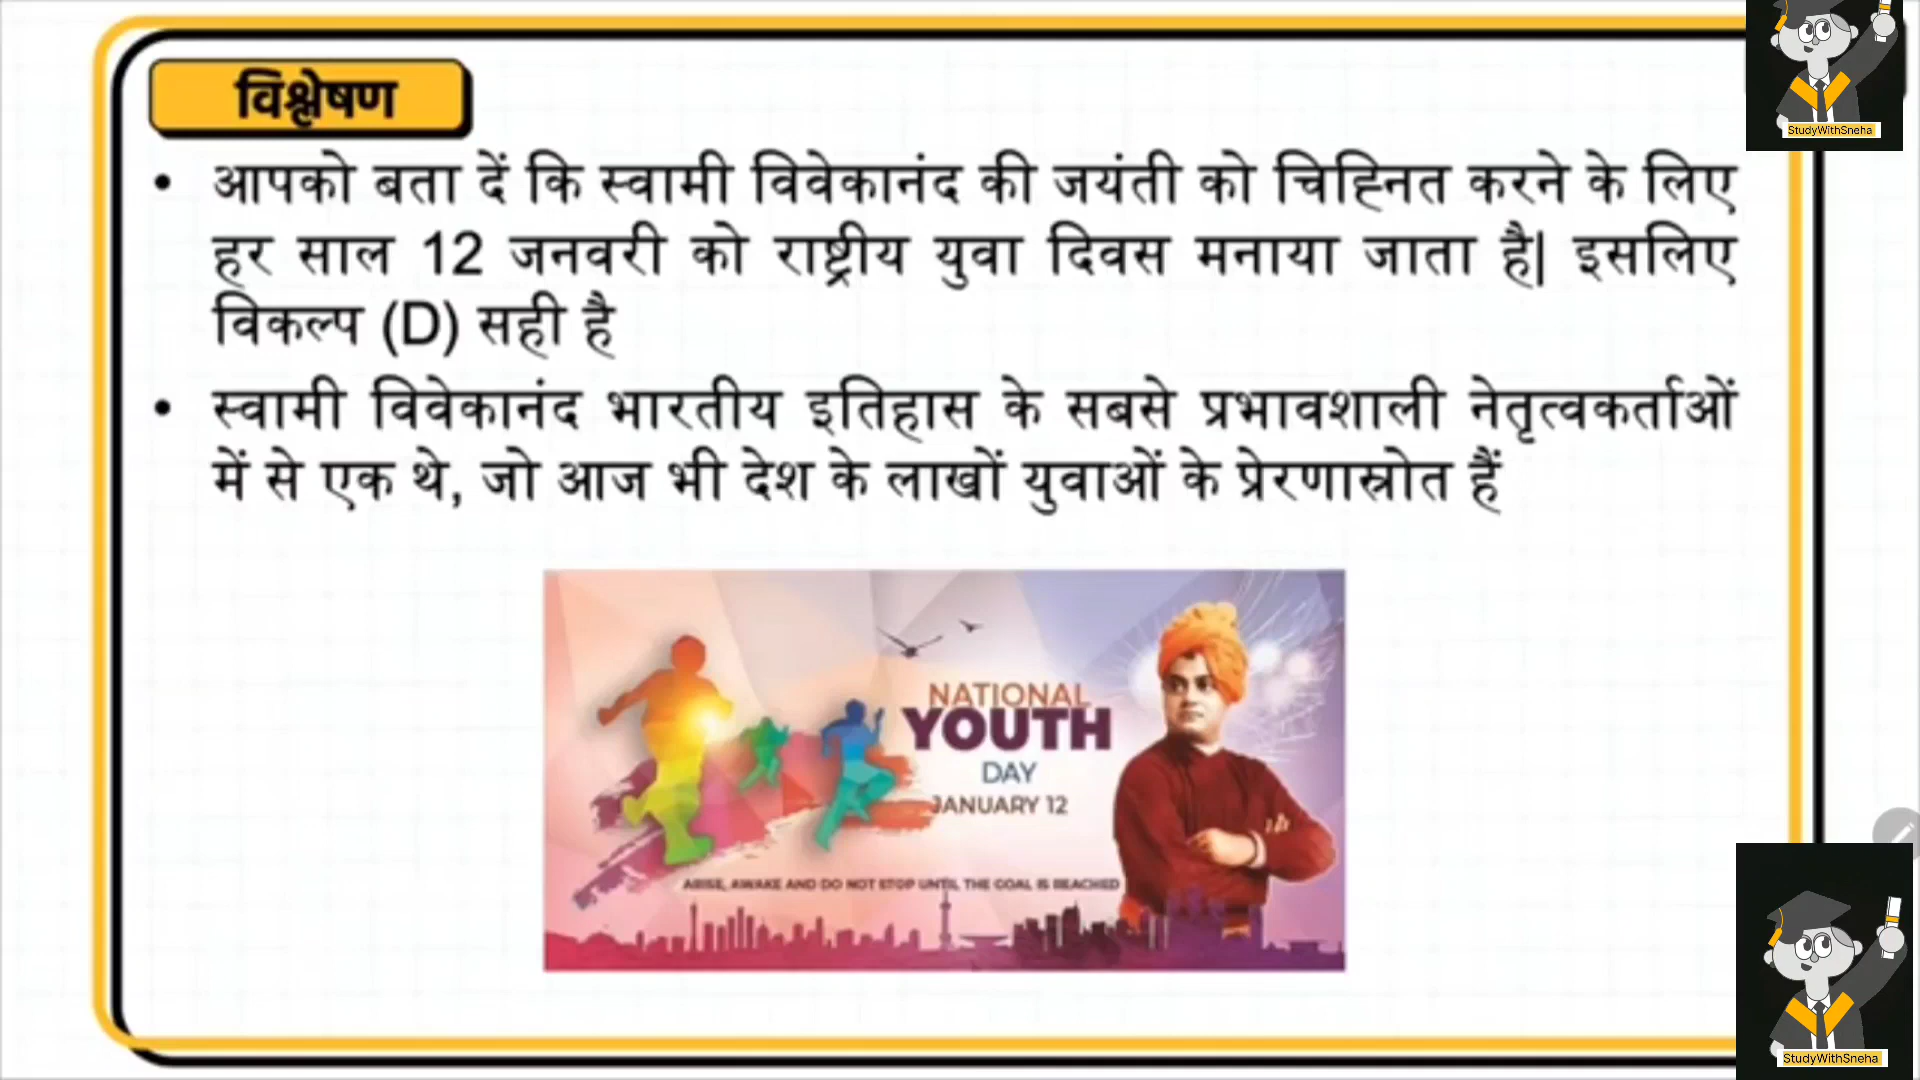 विश्लेषण
• आपको बता दें कि स्वामी विवेकानंद की जयंती को चिह्नित करने के लिए
हर साल 12 जनवरी को राष्ट्रीय युवा दिवस मनाया जाता है| इसलिए
विकल्प (D) सही है
• स्वामी विवेकानंद भारतीय इतिहास के सबसे प्रभावशाली नेतृत्वकर्ताओं
में से एक थे, जो आज भी देश के लाखों युवाओं के प्रेरणास्रोत हैं
NATIONAL
YOUTH
DAY
JANUARY 12
ARISE, AWAKE AND DO NOT STOP UNTIL THE GOAL IS REACHED
StudyWithSneha
StudyWithSneha